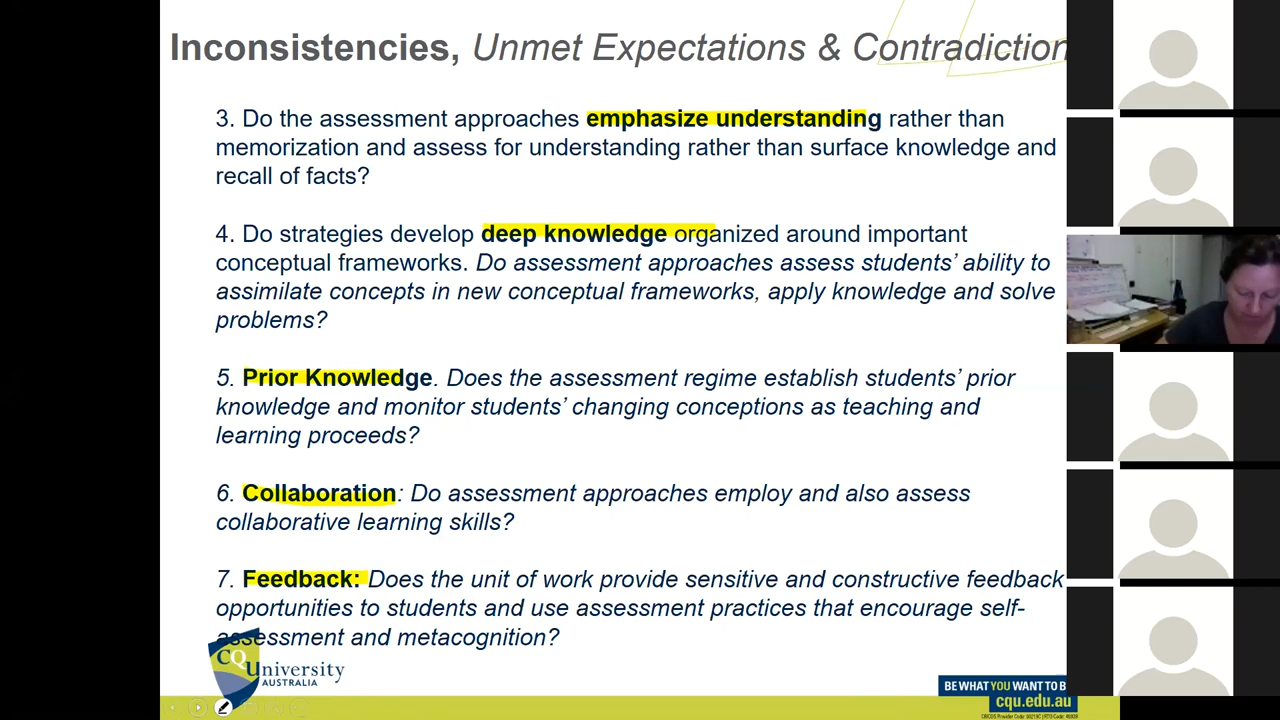 Inconsistencies, Unmet Expectations & Contradiction
3. Do the assessment approaches emphasize understanding rather than
memorization and assess for understanding rather than surface knowledge and
recall of facts?
4. Do strategies develop deep knowledge organized around important
conceptual frameworks. Do assessment approaches assess students’ ability to
assimilate concepts in new conceptual frameworks, apply knowledge and solve
problems?
5. Prior Knowledge. Does the assessment regime establish students’ prior
knowledge and monitor students’ changing conceptions as teaching and
learning proceeds?
6. Collaboration: Do assessment approaches employ and also assess
collaborative learning skills?
7. Feedback: Does the unit of work provide sensitive and constructive feedback
opportunities to students and use assessment practices that encourage self-
assessment and metacognition?
CQUniversity
AUSTRALIA
BE WHAT YOU WANT TO B
cqu.edu.au